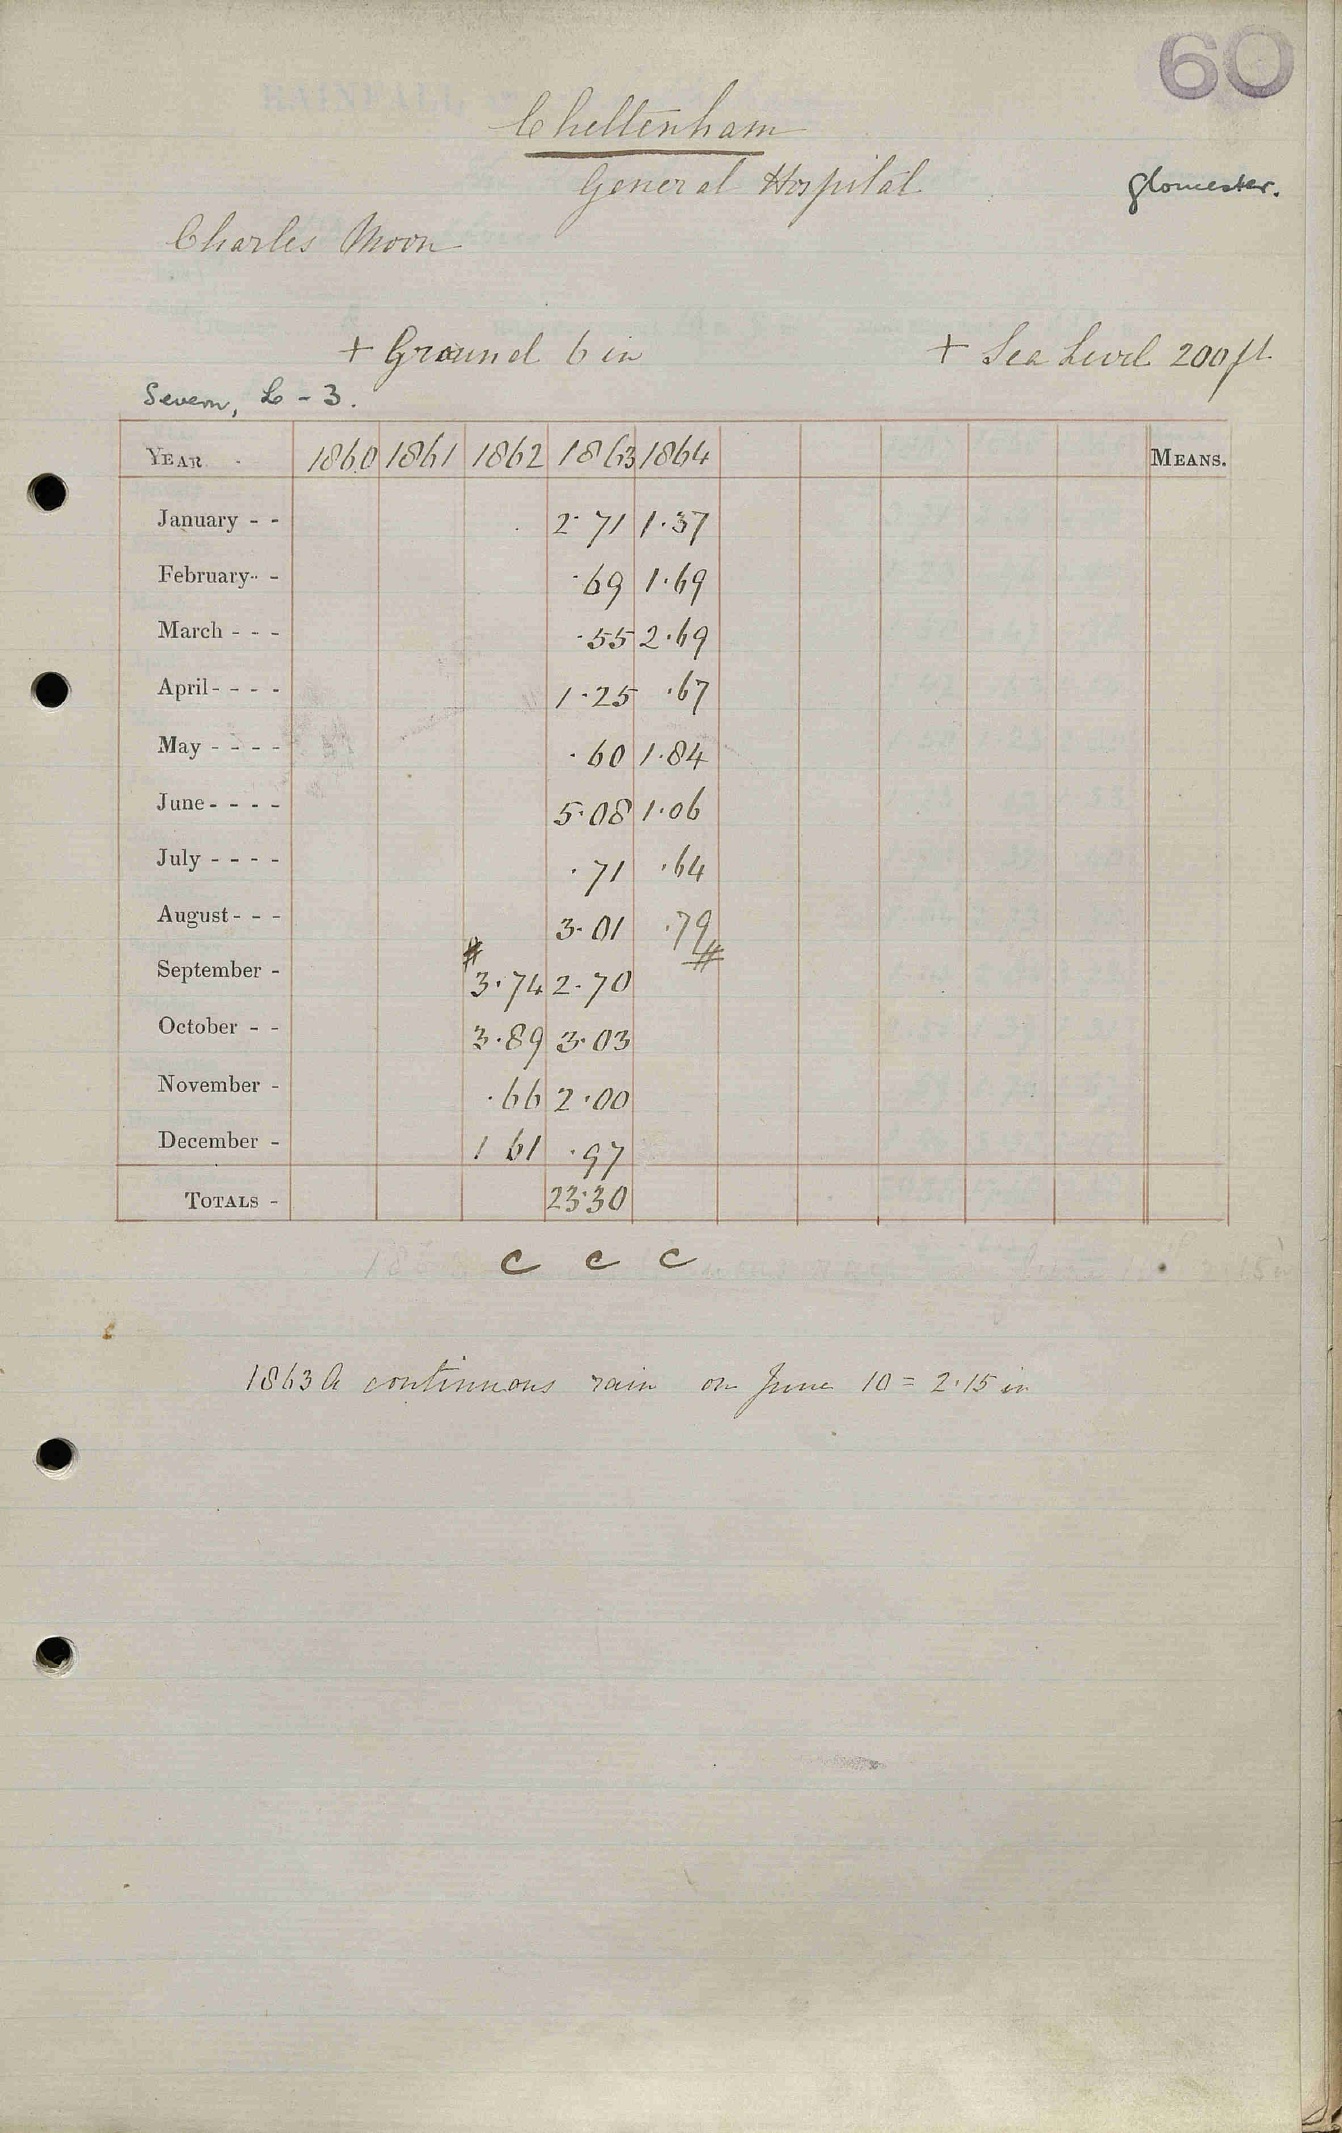 60
Cheltenham
General Hospital
Gloucester.
Charles Moon
+ Ground 6 in + Sea Level 200 ft
Severn, L - 3.
YEAR. 1860 1861 1862 1863 1864 MEANS.
January - - 2.71 1.37
February - .69 1.69
March - - - .55 2.69
April - - - - 1.25 .67
May - - - - .60 1.84
June - - - - 5.08 1.06
July - - - - .71 .64
August - - - 3.01 .79 #
September - # 3.74 2.70
October - - 3.89 3.03
November - .66 2.00
December - 1 61 .97
TOTALS - 23.30
C C C
1863 A continuous rain on June 10 = 2.15 in